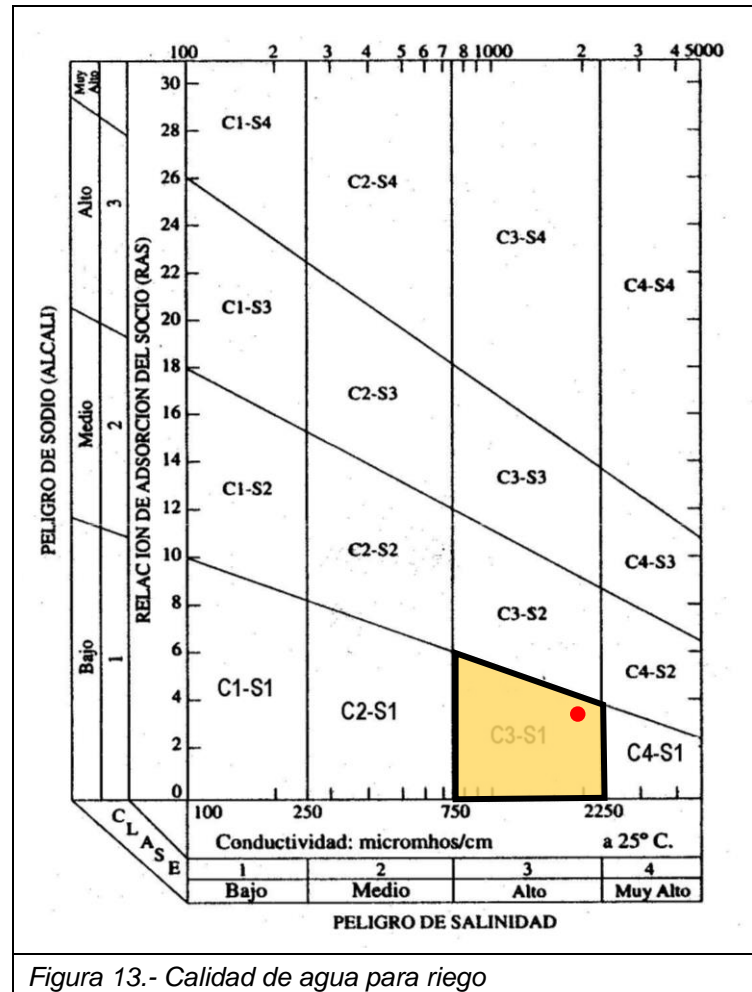 100 2 3 4 5 6 7 8 1000 2 3 4 5000
Muy Alto
Alto
3
Medio
2
Bajo
1
PELIGRO DE SODIO (ALCALI)
RELACION DE ADSORCION DEL SOCIO (RAS)
30
28
26
24
22
20
18
16
14
12
10
8
6
4
2
0
C1-S4
C2-S4
C3-S4
C4-S4
C1-S3
C2-S3
C3-S3
C4-S3
C1-S2
C2-S2
C3-S2
C4-S2
C1-S1
C2-S1
C3-S1
C4-S1
100 250 750 2250
CLASE
Conductividad: micromhos/cm a 25º C.
1 2 3 4
Bajo Medio Alto Muy Alto
PELIGRO DE SALINIDAD
Figura 13.- Calidad de agua para riego